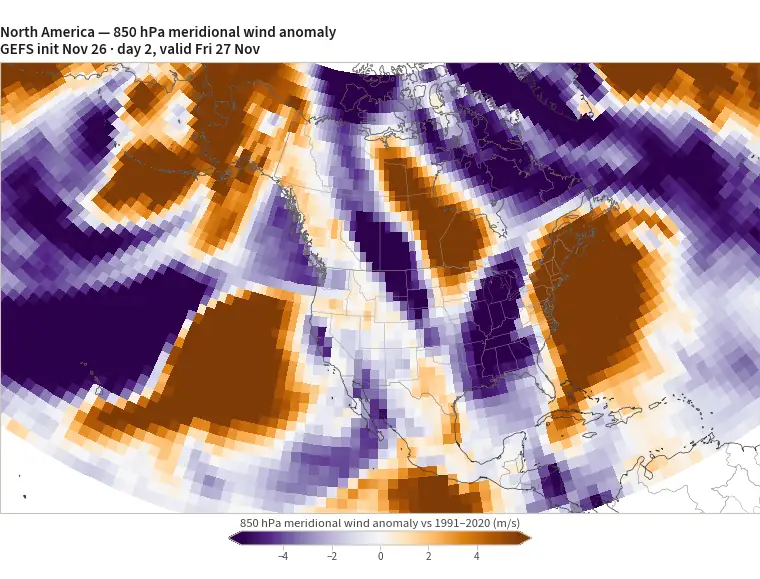 North America — 850 hPa meridional wind anomaly
GEFS init Nov 26 · day 2, valid Fri 27 Nov
850 hPa meridional wind anomaly vs 1991–2020 (m/s)
−4 −2 0 2 4